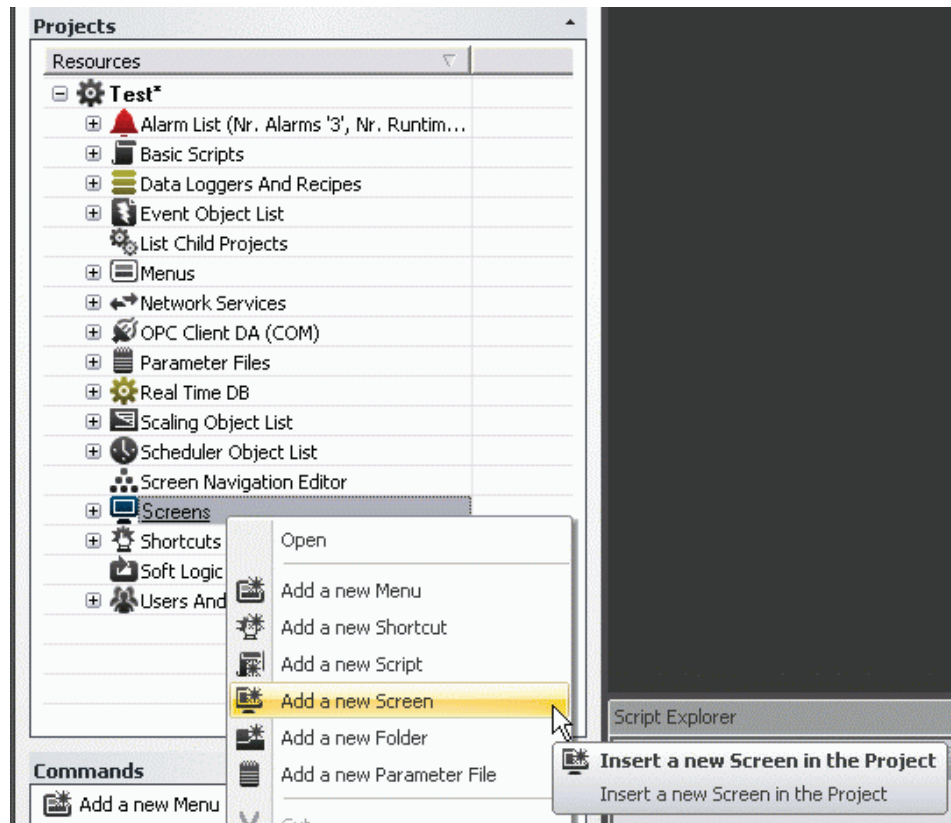 Projects
Resources
Test*
Alarm List (Nr. Alarms '3', Nr. Runtim...
Basic Scripts
Data Loggers And Recipes
Event Object List
List Child Projects
Menus
Network Services
OPC Client DA (COM)
Parameter Files
Real Time DB
Scaling Object List
Scheduler Object List
Screen Navigation Editor
Screens
Shortcuts
Soft Logic
Users And
Open
Add a new Menu
Add a new Shortcut
Add a new Script
Add a new Screen
Add a new Folder
Add a new Parameter File
Script Explorer
Insert a new Screen in the Project
Insert a new Screen in the Project
Commands
Add a new Menu